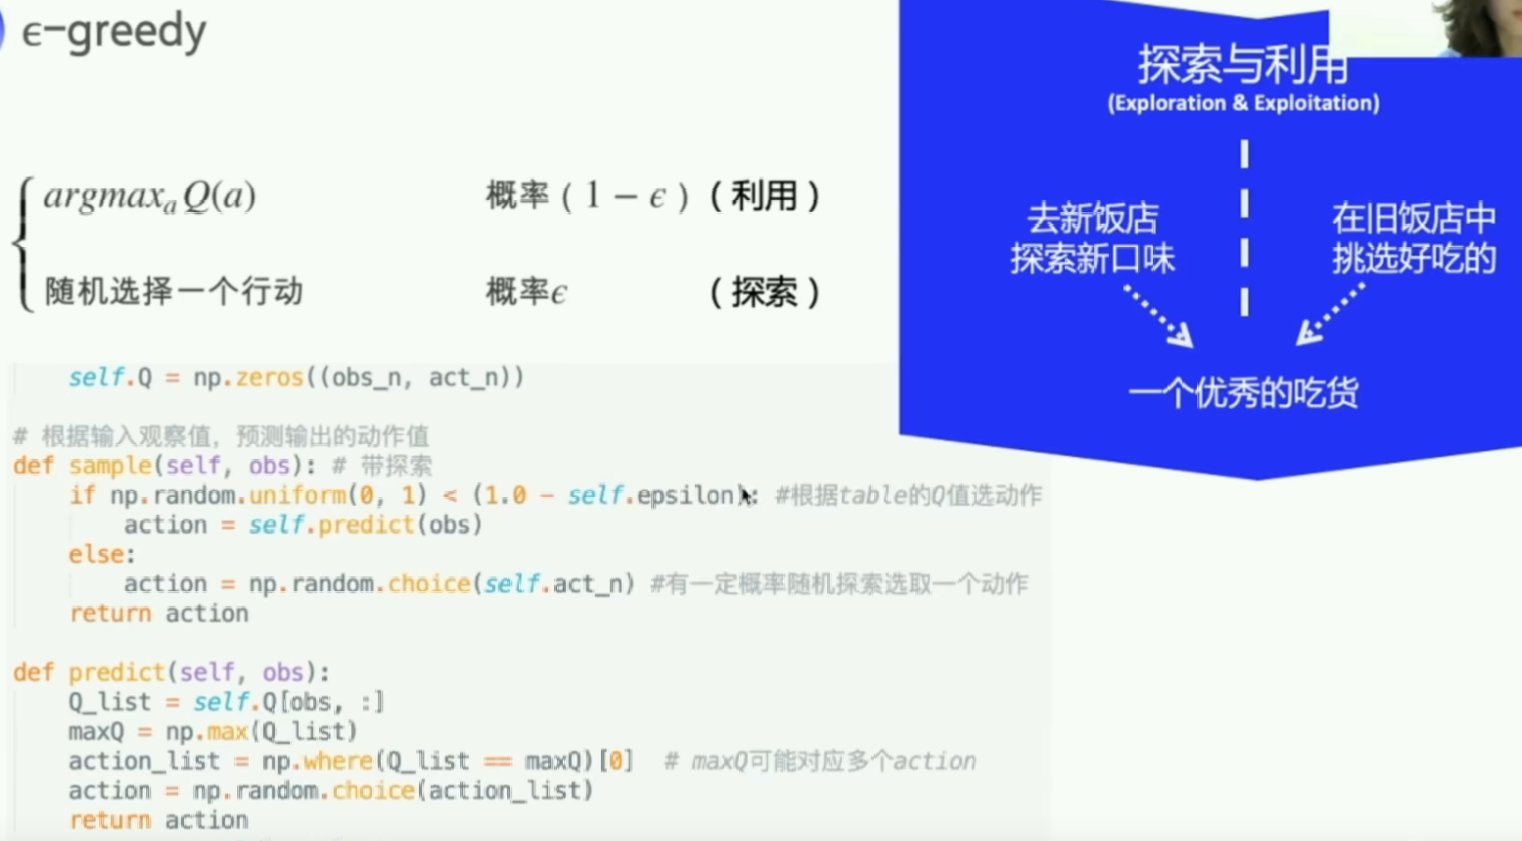 ϵ-greedy
argmaxₐQ(a) 概率（1 − ϵ）（利用）
随机选择一个行动 概率ϵ （探索）
探索与利用
(Exploration & Exploitation)
去新饭店
探索新口味
在旧饭店中
挑选好吃的
一个优秀的吃货
self.Q = np.zeros((obs_n, act_n))
# 根据输入观察值，预测输出的动作值
def sample(self, obs): # 带探索
if np.random.uniform(0, 1) < (1.0 - self.epsilon): #根据table的Q值选动作
action = self.predict(obs)
else:
action = np.random.choice(self.act_n) #有一定概率随机探索选取一个动作
return action
def predict(self, obs):
Q_list = self.Q[obs, :]
maxQ = np.max(Q_list)
action_list = np.where(Q_list == maxQ)[0] # maxQ可能对应多个action
action = np.random.choice(action_list)
return action